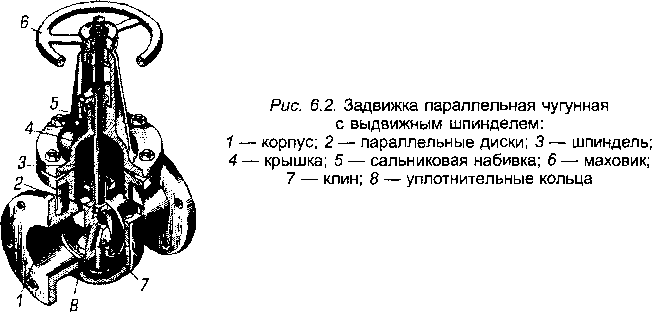 6
5
4
3
2
1
8
7
Рис. 6.2. Задвижка параллельная чугунная
с выдвижным шпинделем:
1 — корпус; 2 — параллельные диски; 3 — шпиндель;
4 — крышка; 5 — сальниковая набивка; 6 — маховик;
7 — клин; 8 — уплотнительные кольца